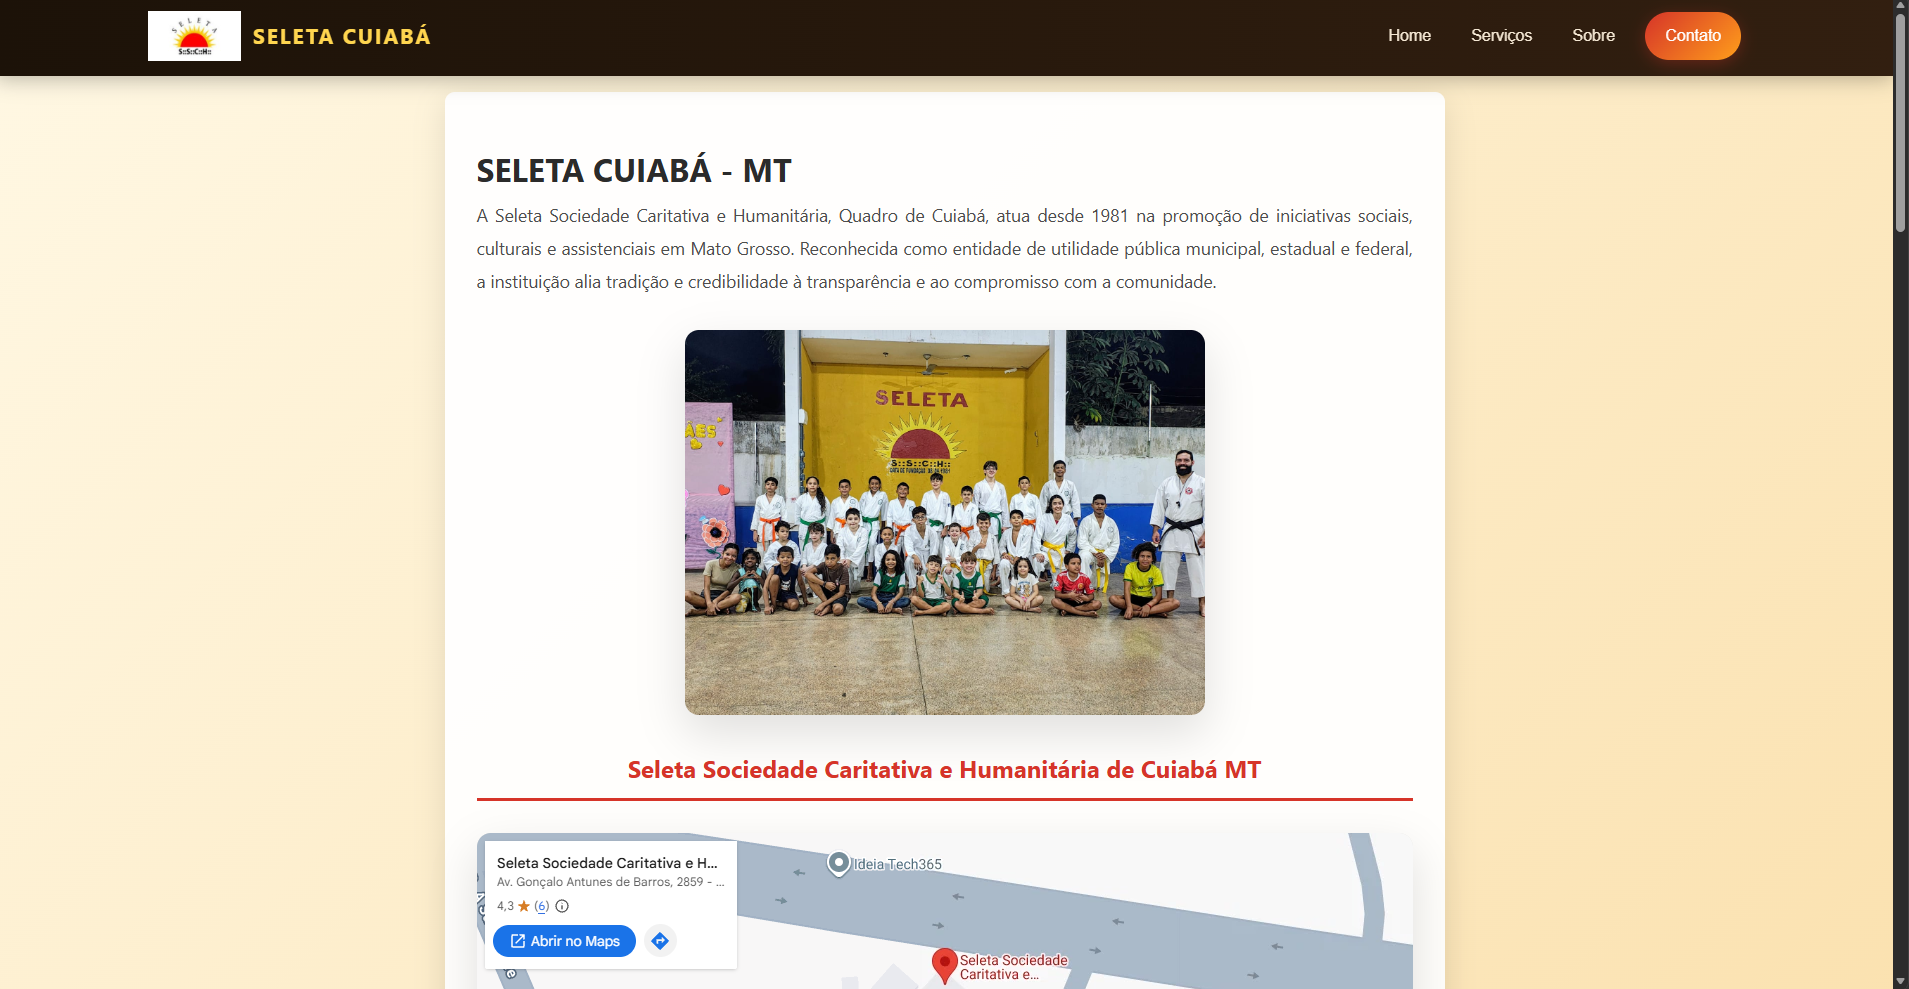 SELETA
S::S::C::H::
SELETA CUIABÁ
Home
Serviços
Sobre
Contato
SELETA CUIABÁ - MT
A Seleta Sociedade Caritativa e Humanitária, Quadro de Cuiabá, atua desde 1981 na promoção de iniciativas sociais,
culturais e assistenciais em Mato Grosso. Reconhecida como entidade de utilidade pública municipal, estadual e federal,
a instituição alia tradição e credibilidade à transparência e ao compromisso com a comunidade.
SELETA
S::S::C::H::
ÃES
Seleta Sociedade Caritativa e Humanitária de Cuiabá MT
Seleta Sociedade Caritativa e H...
Av. Gonçalo Antunes de Barros, 2859 - ...
4,3 ★ (6)
Abrir no Maps
Ideia Tech365
Seleta Sociedade
Caritativa e...